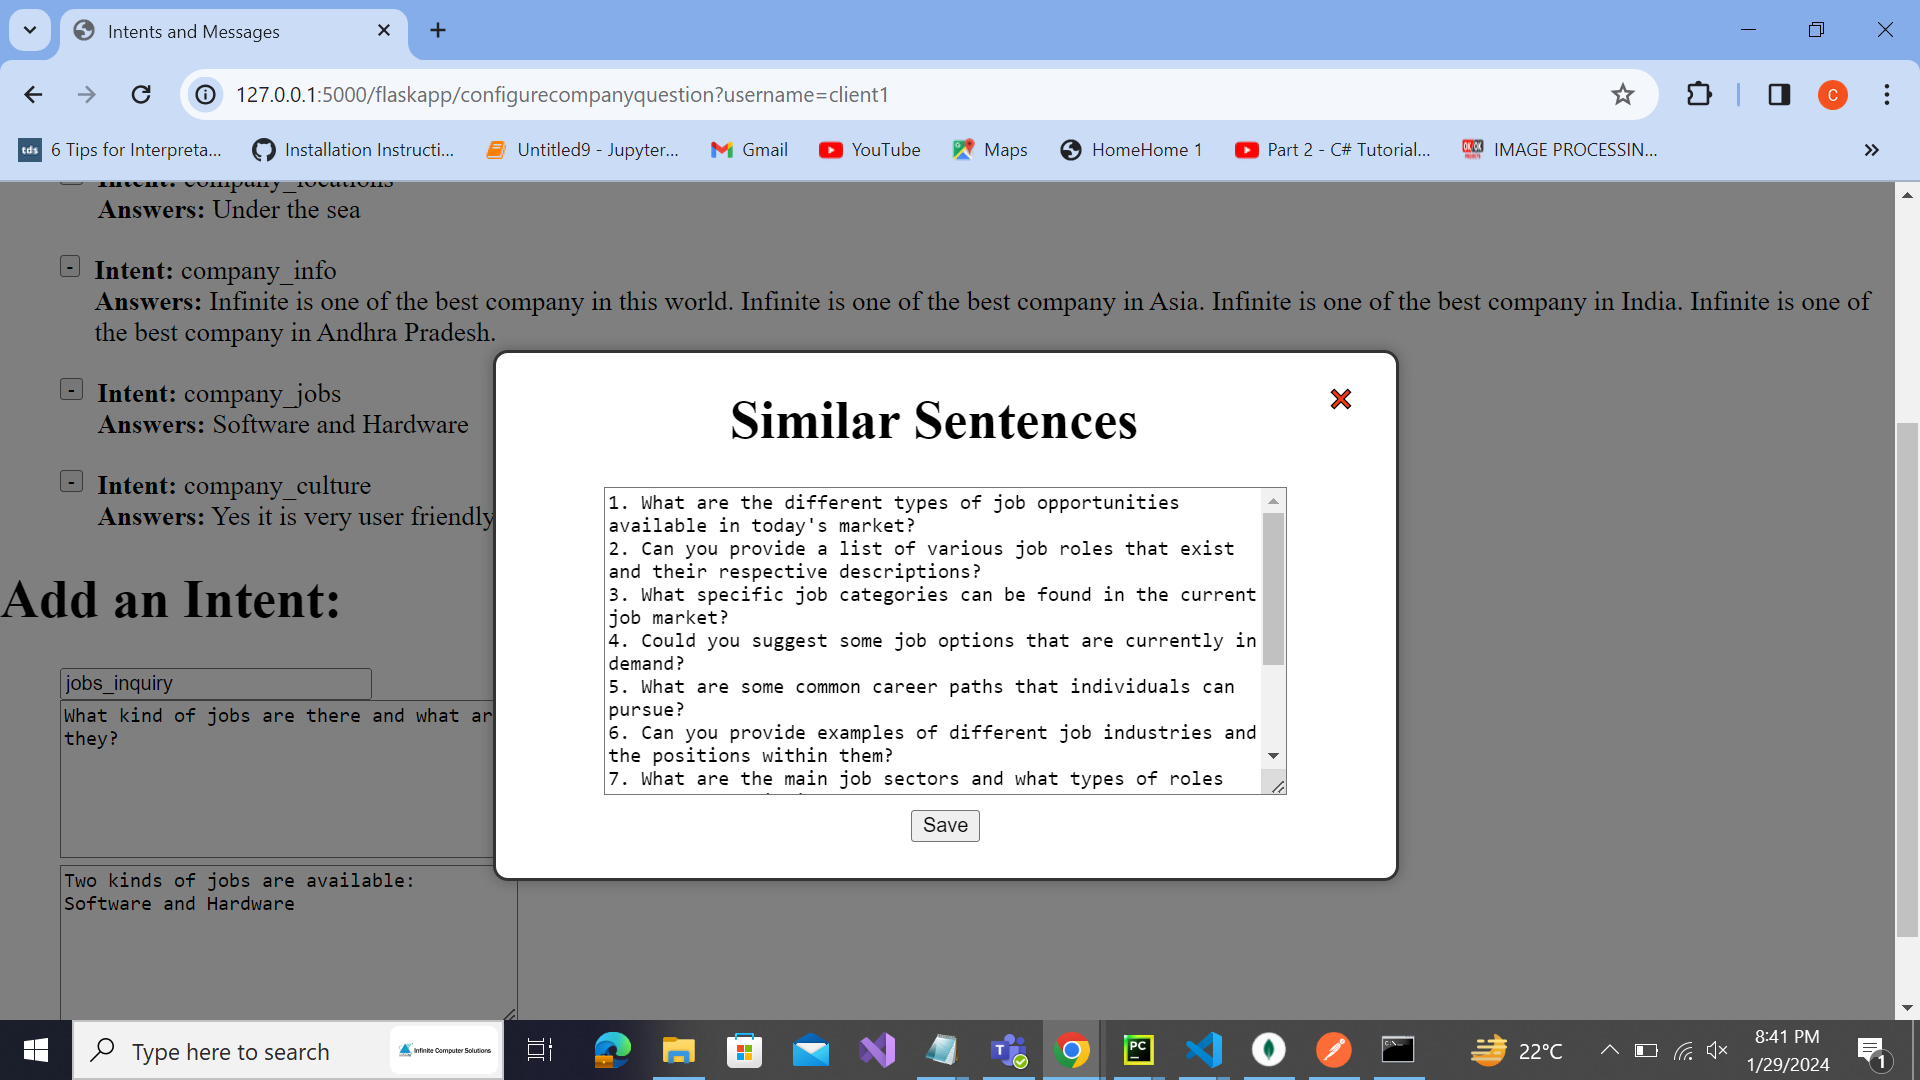 Intents and Messages
127.0.0.1:5000/flaskapp/configurecompanyquestion?username=client1
C
tds 6 Tips for Interpreta...
Installation Instructi...
Untitled9 - Jupyter...
Gmail
YouTube
Maps
HomeHome 1
Part 2 - C# Tutorial...
IMAGE PROCESSIN...
Intent: company_locations
Answers: Under the sea
- Intent: company_info
Answers: Infinite is one of the best company in this world. Infinite is one of the best company in Asia. Infinite is one of the best company in India. Infinite is one of
the best company in Andhra Pradesh.
- Intent: company_jobs
Answers: Software and Hardware
- Intent: company_culture
Answers: Yes it is very user friendly
Add an Intent:
jobs_inquiry
What kind of jobs are there and what ar
they?
Two kinds of jobs are available:
Software and Hardware
Similar Sentences
1. What are the different types of job opportunities
available in today's market?
2. Can you provide a list of various job roles that exist
and their respective descriptions?
3. What specific job categories can be found in the current
job market?
4. Could you suggest some job options that are currently in
demand?
5. What are some common career paths that individuals can
pursue?
6. Can you provide examples of different job industries and
the positions within them?
7. What are the main job sectors and what types of roles
Save
Type here to search
Infinite Computer Solutions
PC
22°C
8:41 PM
1/29/2024
1